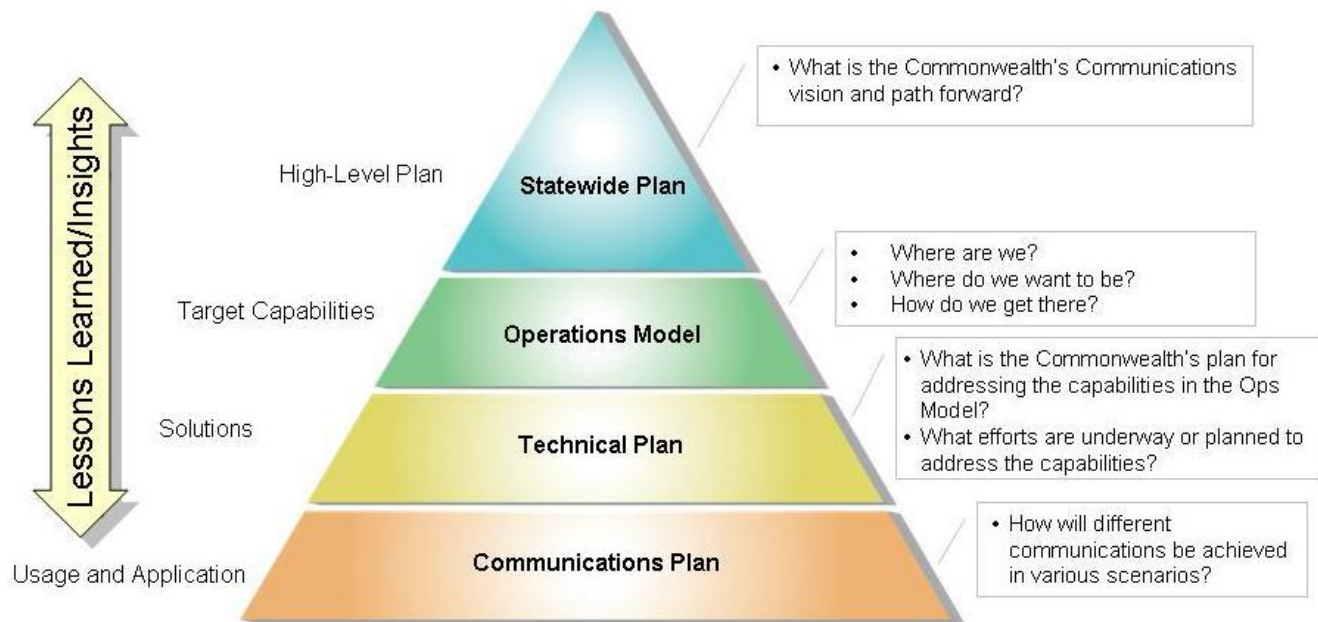 • What is the Commonwealth's Communications
vision and path forward?
High-Level Plan
Statewide Plan
Lessons Learned/Insights
• Where are we?
• Where do we want to be?
• How do we get there?
Target Capabilities
Operations Model
• What is the Commonwealth's plan for
addressing the capabilities in the Ops
Model?
• What efforts are underway or planned to
address the capabilities?
Solutions
Technical Plan
• How will different
communications be achieved
in various scenarios?
Usage and Application
Communications Plan